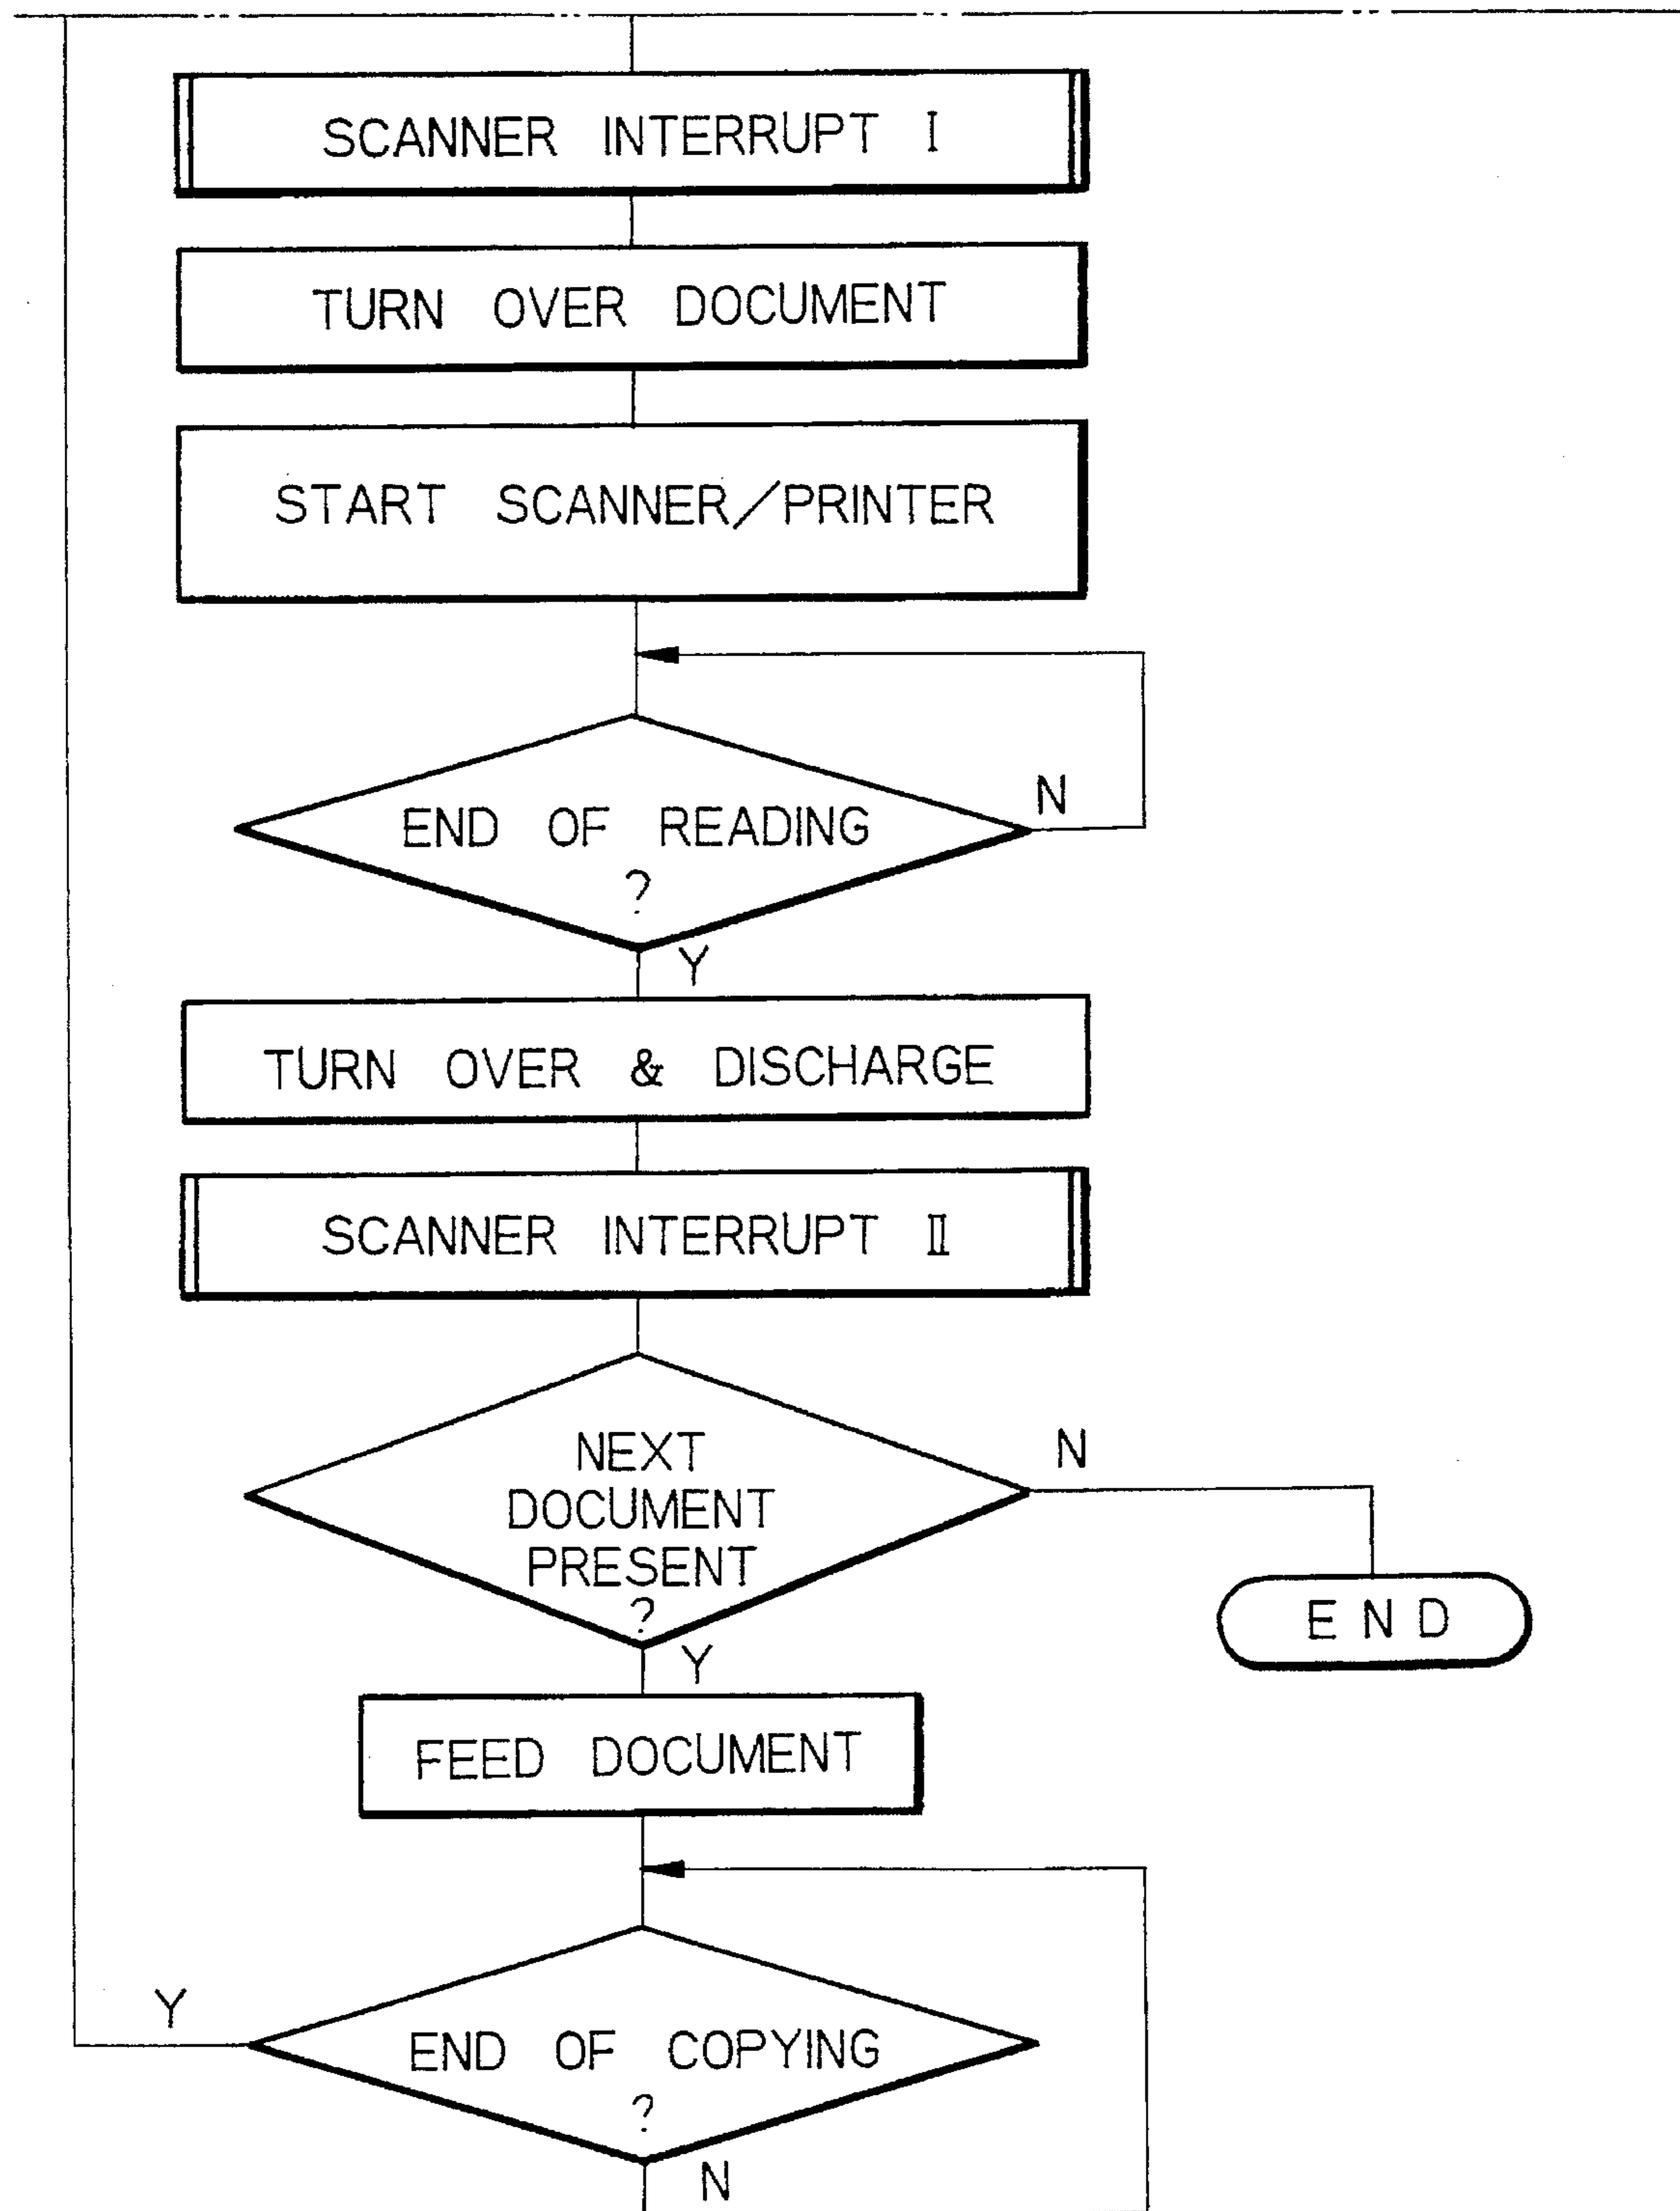 SCANNER INTERRUPT I
TURN OVER DOCUMENT
START SCANNER/PRINTER
N
END OF READING
?
Y
TURN OVER & DISCHARGE
SCANNER INTERRUPT II
N
NEXT
DOCUMENT
PRESENT
?
END
Y
FEED DOCUMENT
Y
END OF COPYING
?
N